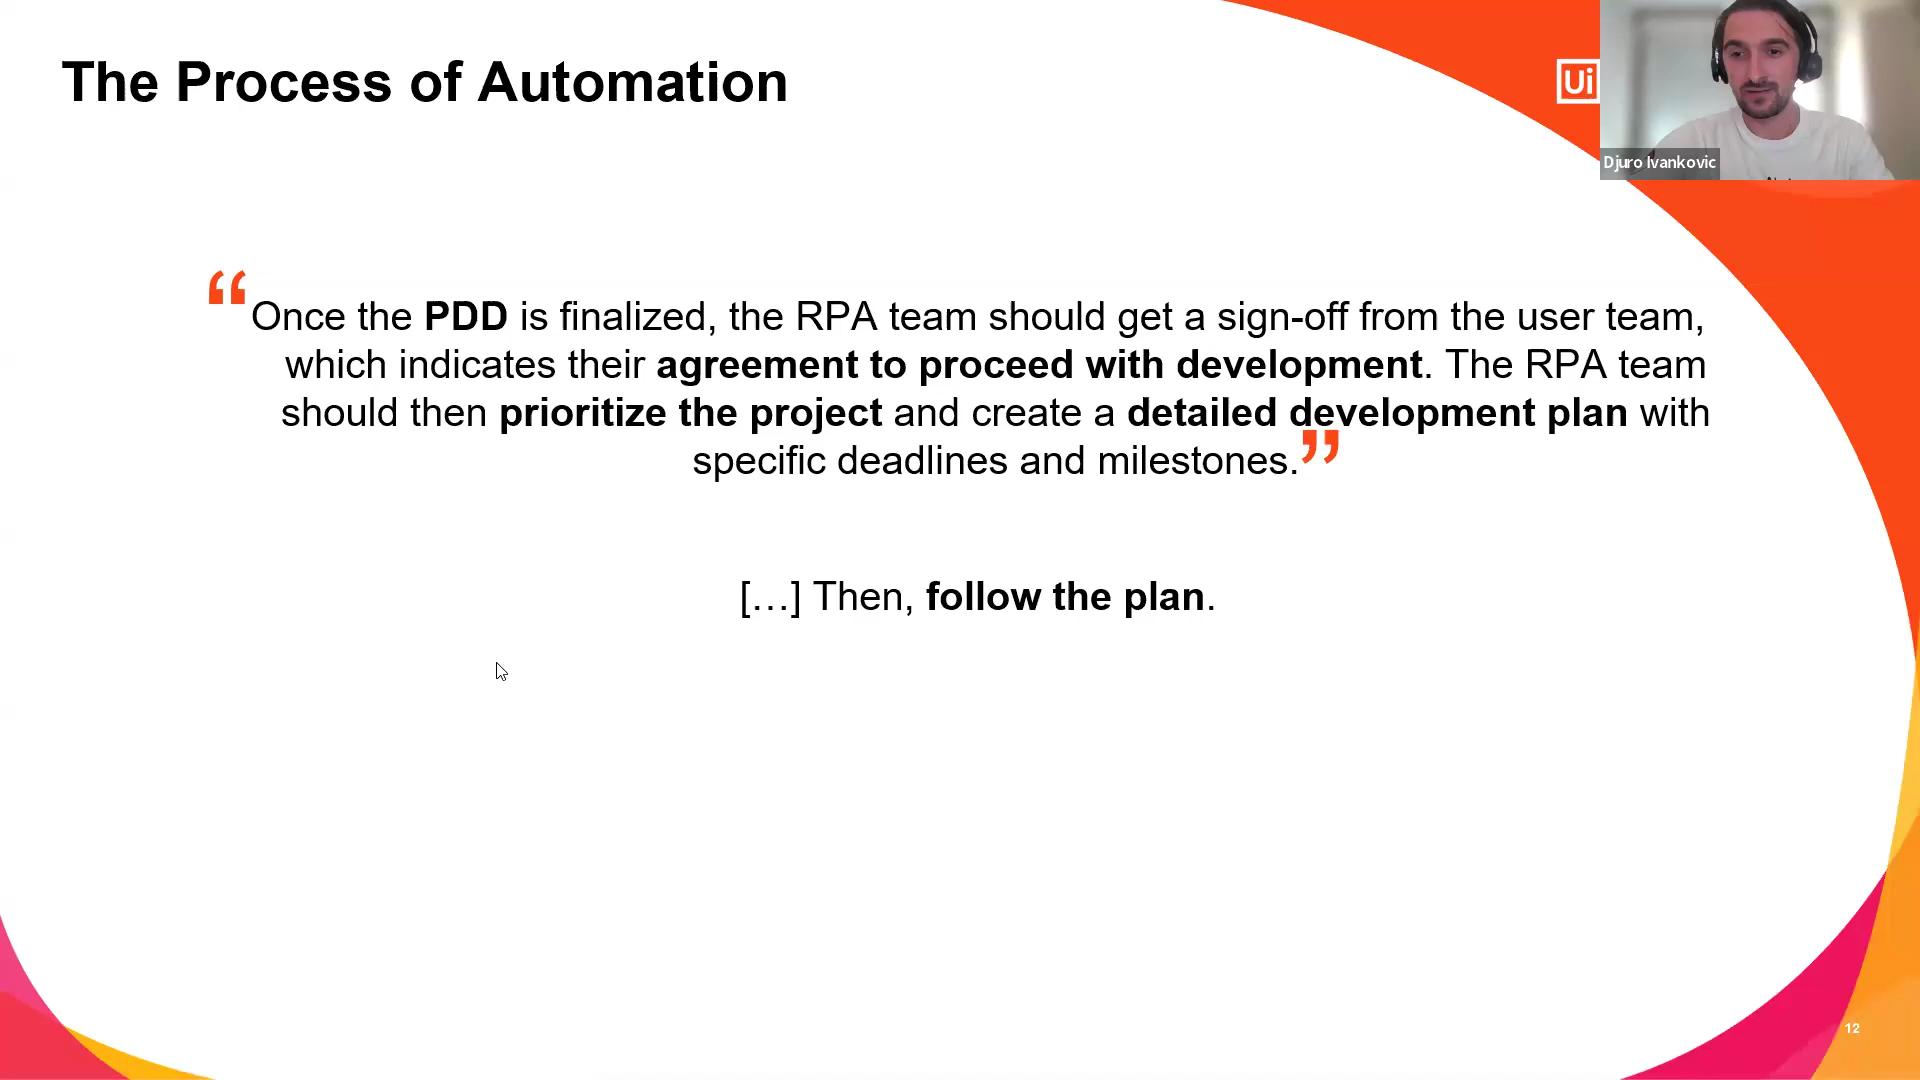 The Process of Automation
Ui
Djuro Ivankovic
“Once the PDD is finalized, the RPA team should get a sign-off from the user team,
which indicates their agreement to proceed with development. The RPA team
should then prioritize the project and create a detailed development plan with
specific deadlines and milestones.”
[…] Then, follow the plan.
12